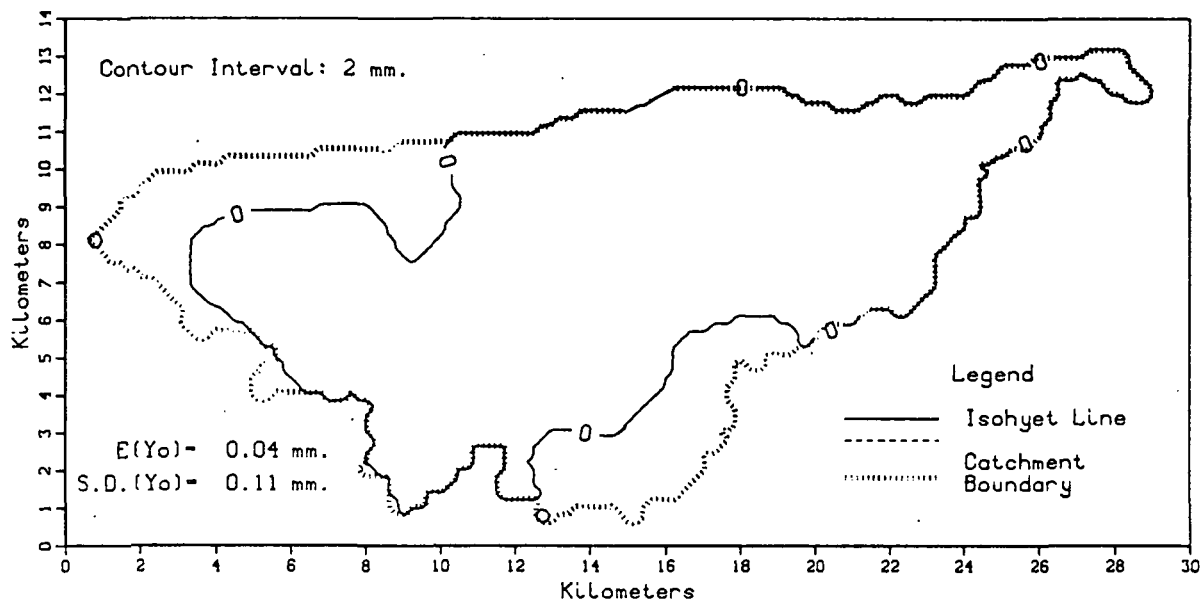 14
13
12
11
10
9
8
7
6
5
4
3
2
1
0
Kilometers
Contour Interval: 2 mm.
0
0
0
0
0
0
0
0
Legend
Isohyet Line
Catchment
Boundary
E(Yo)= 0.04 mm.
S.D.(Yo)= 0.11 mm.
0 2 4 6 8 10 12 14 16 18 20 22 24 26 28 30
Kilometers